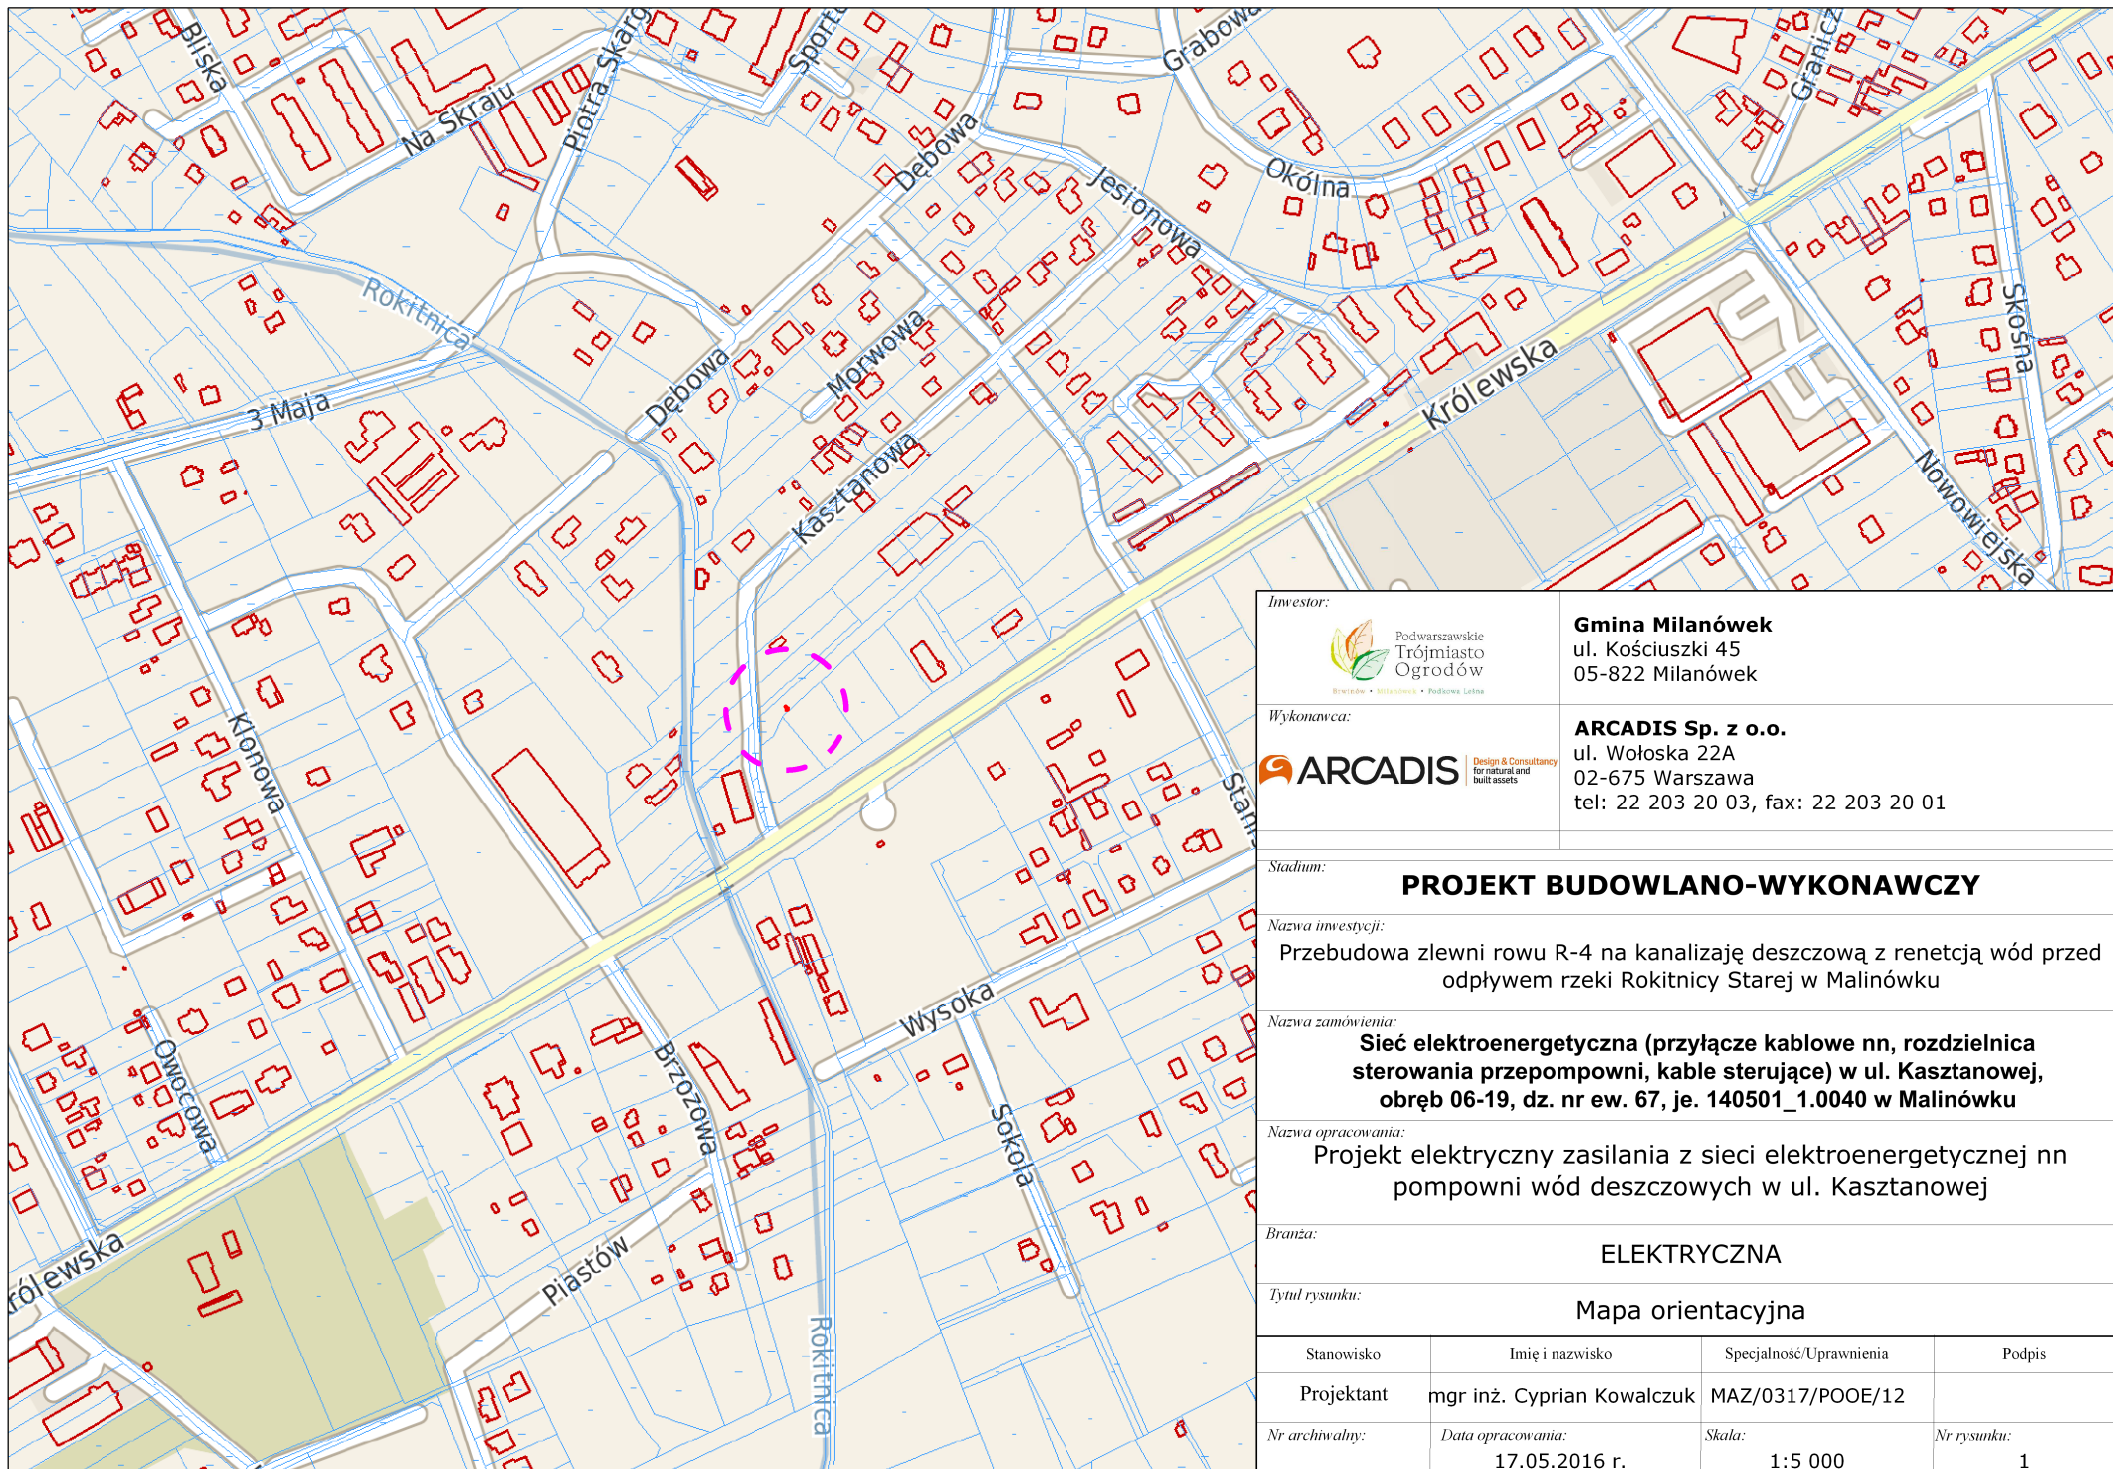 Bliska
Na Skraju
Piotra Skarg
Sporto
Grabowa
Granicz
Dębowa
Jesionowa
Okólna
Rokitnica
Skośna
Morwowa
Dębowa
3 Maja
Królewska
Kasztanowa
Nowowiejska
Klonowa
Stanis
Wysoka
Owocowa
Brzozowa
Sokola
Piastów
rólewska
Rokitnica
Inwestor:
Podwarszawskie
Trójmiasto
Ogrodów
Brwinów • Milanówek • Podkowa Leśna
Gmina Milanówek
ul. Kościuszki 45
05-822 Milanówek
Wykonawca:
ARCADIS
Design & Consultancy
for natural and
built assets
ARCADIS Sp. z o.o.
ul. Wołoska 22A
02-675 Warszawa
tel: 22 203 20 03, fax: 22 203 20 01
Stadium:
PROJEKT BUDOWLANO-WYKONAWCZY
Nazwa inwestycji:
Przebudowa zlewni rowu R-4 na kanalizaję deszczową z renetcją wód przed
odpływem rzeki Rokitnicy Starej w Malinówku
Nazwa zamówienia:
Sieć elektroenergetyczna (przyłącze kablowe nn, rozdzielnica
sterowania przepompowni, kable sterujące) w ul. Kasztanowej,
obręb 06-19, dz. nr ew. 67, je. 140501_1.0040 w Malinówku
Nazwa opracowania:
Projekt elektryczny zasilania z sieci elektroenergetycznej nn
pompowni wód deszczowych w ul. Kasztanowej
Branża:
ELEKTRYCZNA
Tytuł rysunku:
Mapa orientacyjna
Stanowisko Imię i nazwisko Specjalność/Uprawnienia Podpis
Projektant mgr inż. Cyprian Kowalczuk MAZ/0317/POOE/12
Nr archiwalny: Data opracowania: Skala: Nr rysunku:
17.05.2016 r. 1:5 000 1